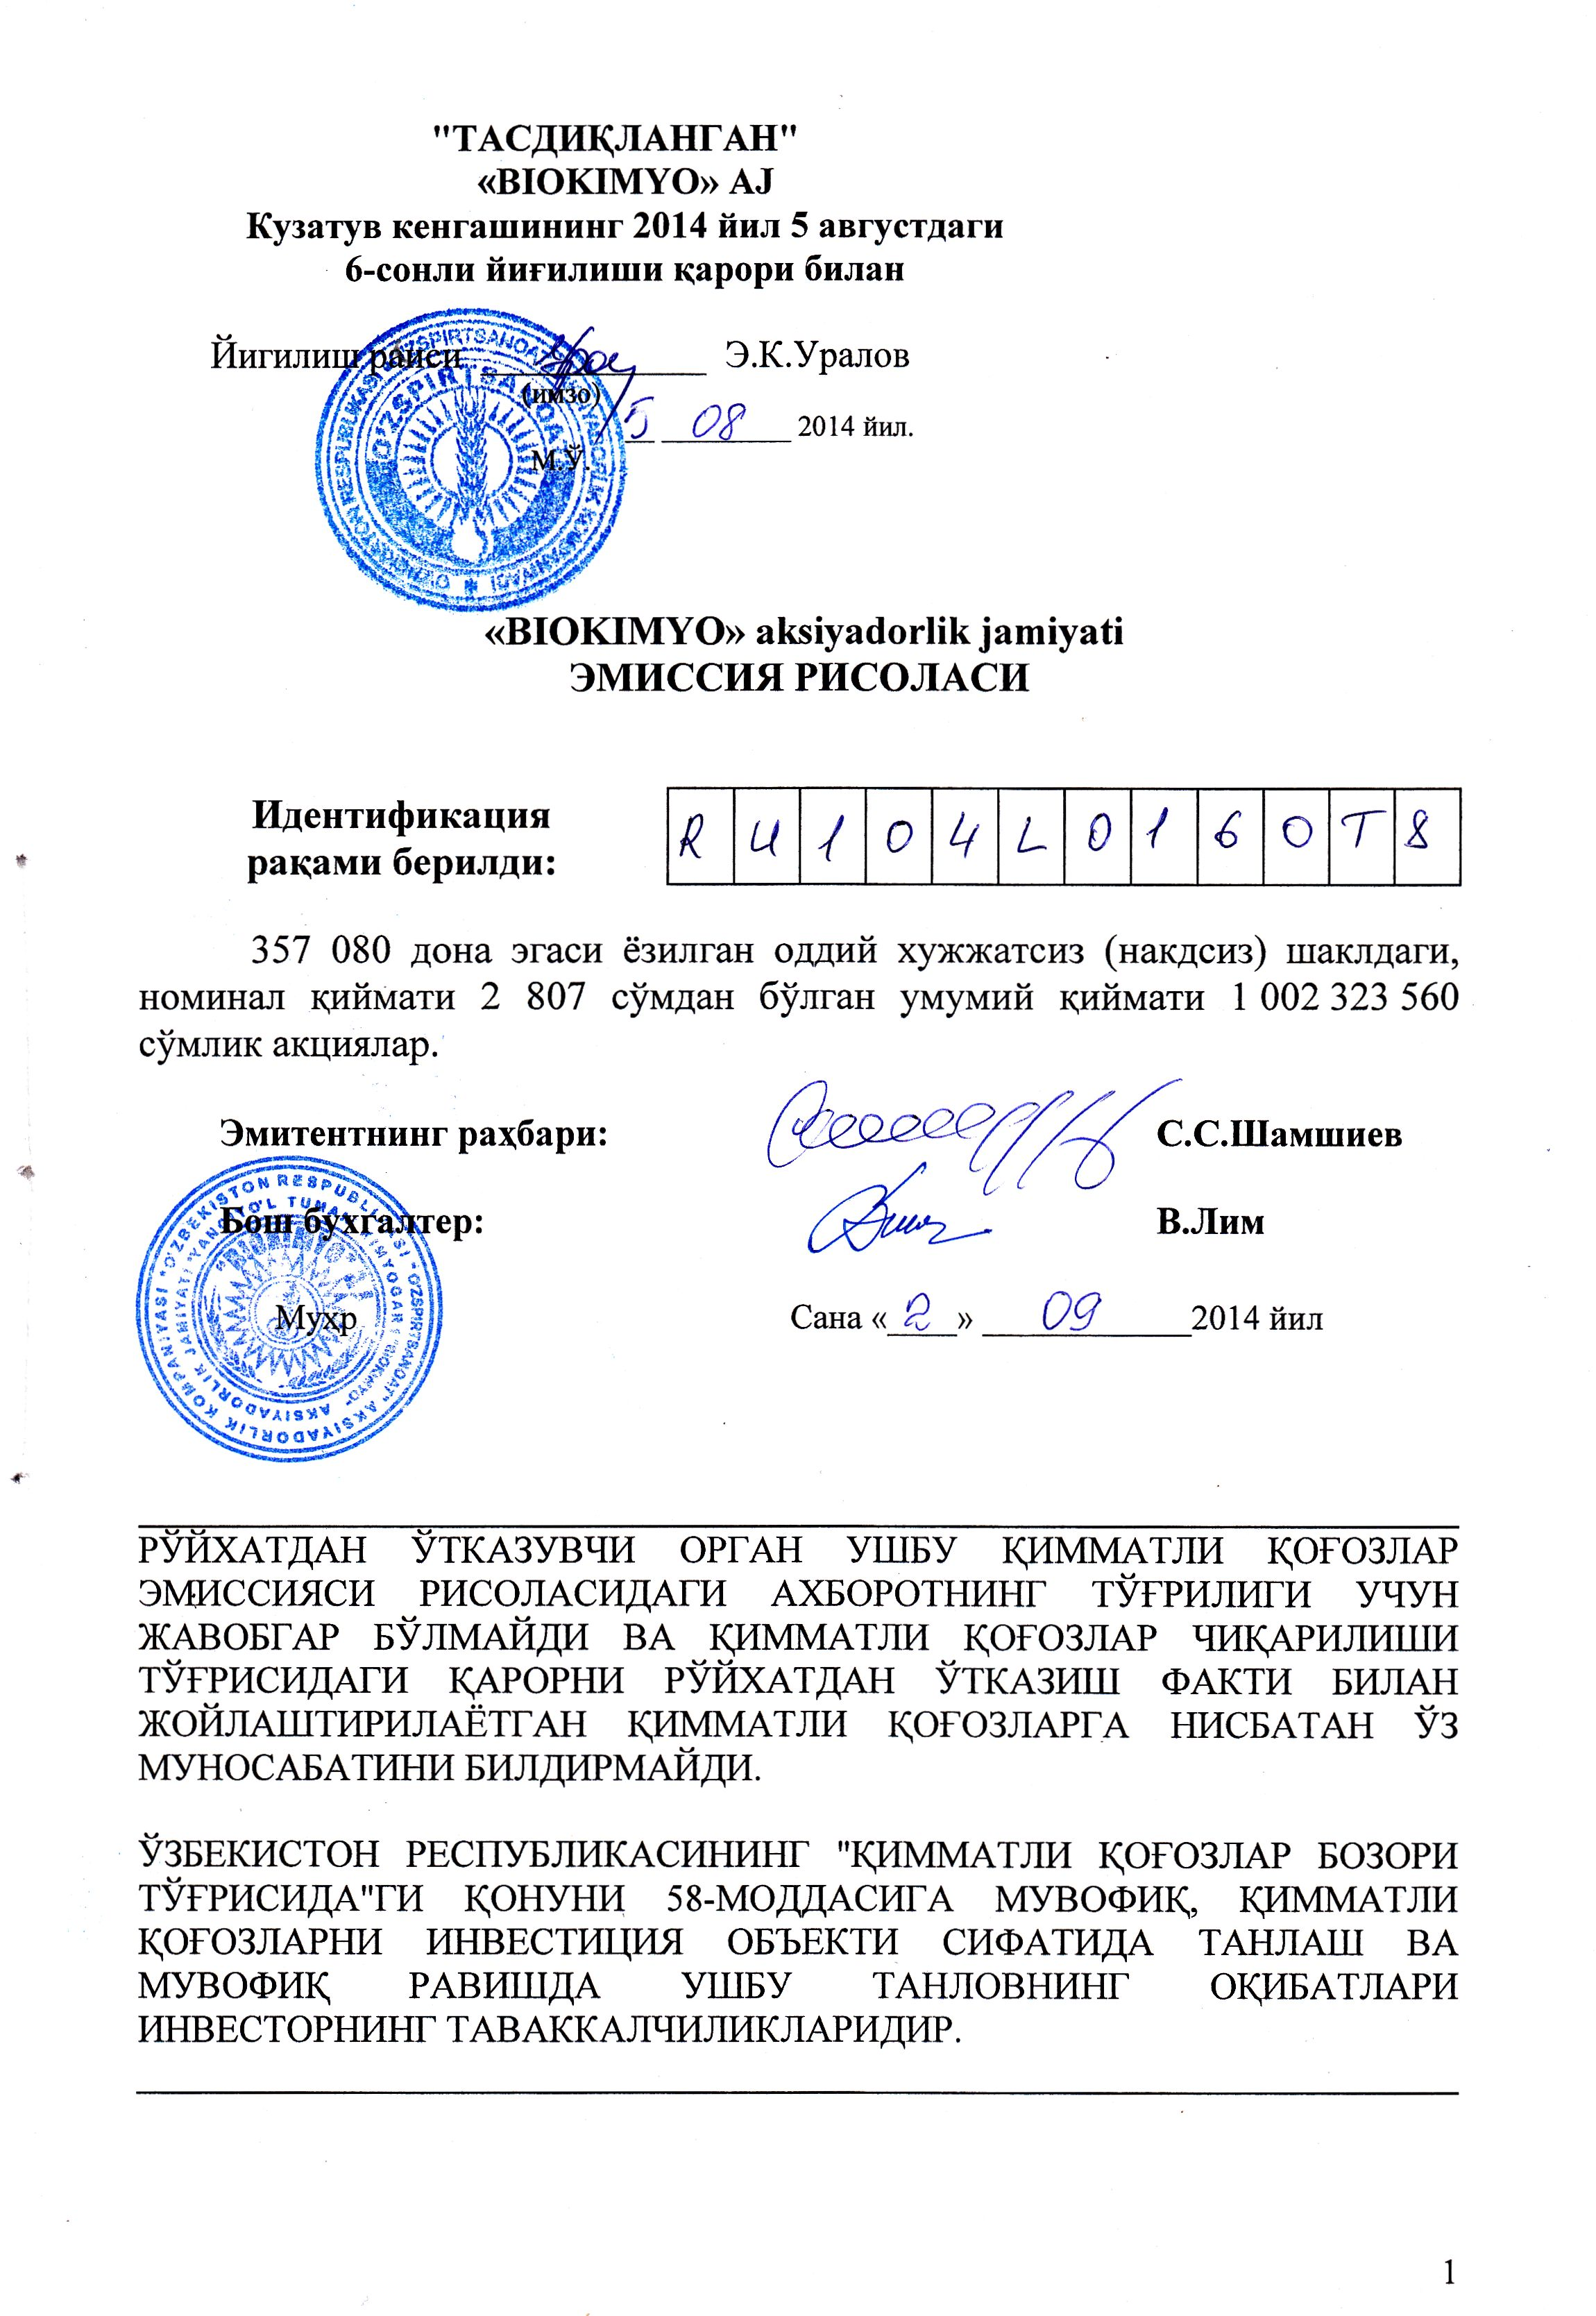 "ТАСДИҚЛАНГАН"
«BIOKIMYO» AJ
Кузатув кенгашининг 2014 йил 5 августдаги
6-сонли йиғилиши қарори билан
Йигилиш раиси ____________ Э.К.Уралов
(имзо)
5 08 2014 йил.
М.Ў.
O'ZSPIRTSANOAT
«BIOKIMYO» aksiyadorlik jamiyati
ЭМИССИЯ РИСОЛАСИ
Идентификация
рақами берилди:
R U 1 0 4 L 0 1 6 0 T 8
357 080 дона эгаси ёзилган оддий хужжатсиз (накдсиз) шаклдаги,
номинал қиймати 2 807 сўмдан бўлган умумий қиймати 1 002 323 560
сўмлик акциялар.
Эмитентнинг раҳбари: С.С.Шамшиев
Бош бухгалтер: В.Лим
Муҳр Сана «2» 09 2014 йил
РЎЙХАТДАН ЎТКАЗУВЧИ ОРГАН УШБУ ҚИММАТЛИ ҚОҒОЗЛАР
ЭМИССИЯСИ РИСОЛАСИДАГИ АХБОРОТНИНГ ТЎҒРИЛИГИ УЧУН
ЖАВОБГАР БЎЛМАЙДИ ВА ҚИММАТЛИ ҚОҒОЗЛАР ЧИҚАРИЛИШИ
ТЎҒРИСИДАГИ ҚАРОРНИ РЎЙХАТДАН ЎТКАЗИШ ФАКТИ БИЛАН
ЖОЙЛАШТИРИЛАЁТГАН ҚИММАТЛИ ҚОҒОЗЛАРГА НИСБАТАН ЎЗ
МУНОСАБАТИНИ БИЛДИРМАЙДИ.
ЎЗБЕКИСТОН РЕСПУБЛИКАСИНИНГ "ҚИММАТЛИ ҚОҒОЗЛАР БОЗОРИ
ТЎҒРИСИДА"ГИ ҚОНУНИ 58-МОДДАСИГА МУВОФИҚ, ҚИММАТЛИ
ҚОҒОЗЛАРНИ ИНВЕСТИЦИЯ ОБЪЕКТИ СИФАТИДА ТАНЛАШ ВА
МУВОФИҚ РАВИШДА УШБУ ТАНЛОВНИНГ ОҚИБАТЛАРИ
ИНВЕСТОРНИНГ ТАВАККАЛЧИЛИКЛАРИДИР.
1